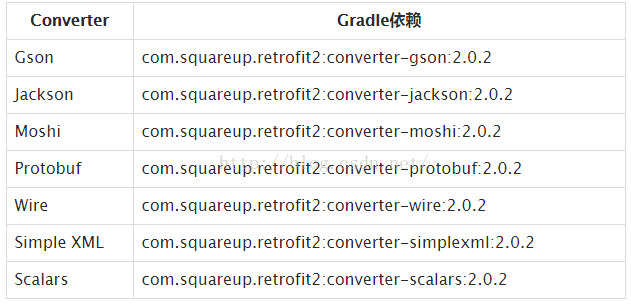 Converter Gradle依赖
Gson com.squareup.retrofit2:converter-gson:2.0.2
Jackson com.squareup.retrofit2:converter-jackson:2.0.2
Moshi com.squareup.retrofit2:converter-moshi:2.0.2
Protobuf com.squareup.retrofit2:converter-protobuf:2.0.2
http://blog.csdn.net/
Wire com.squareup.retrofit2:converter-wire:2.0.2
Simple XML com.squareup.retrofit2:converter-simplexml:2.0.2
Scalars com.squareup.retrofit2:converter-scalars:2.0.2